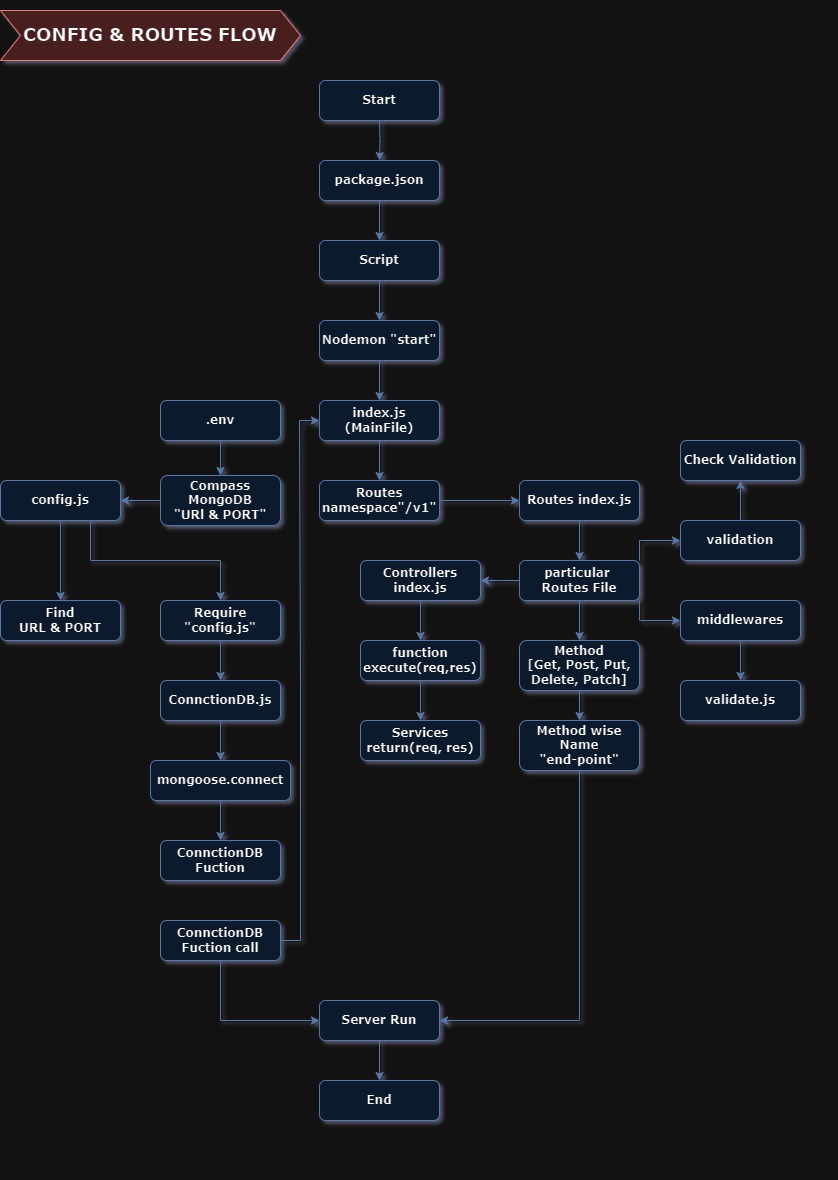 CONFIG & ROUTES FLOW
Start
package.json
Script
Nodemon "start"
index.js
(MainFile)
.env
Compass
MongoDB
"URl & PORT"
config.js
Find
URL & PORT
Require
"config.js"
ConnctionDB.js
mongoose.connect
ConnctionDB
Fuction
ConnctionDB
Fuction call
Routes
namespace"/v1"
Routes index.js
particular
Routes File
Controllers
index.js
function
execute(req,res)
Services
return(req, res)
Method
[Get, Post, Put,
Delete, Patch]
Method wise
Name
"end-point"
Check Validation
validation
middlewares
validate.js
Server Run
End